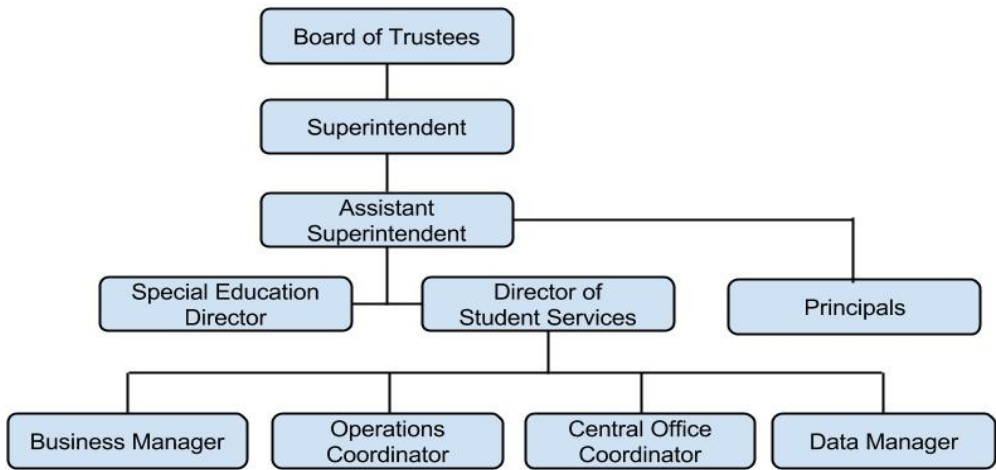 Board of Trustees
Superintendent
Assistant
Superintendent
Special Education
Director
Director of
Student Services
Principals
Business Manager
Operations
Coordinator
Central Office
Coordinator
Data Manager